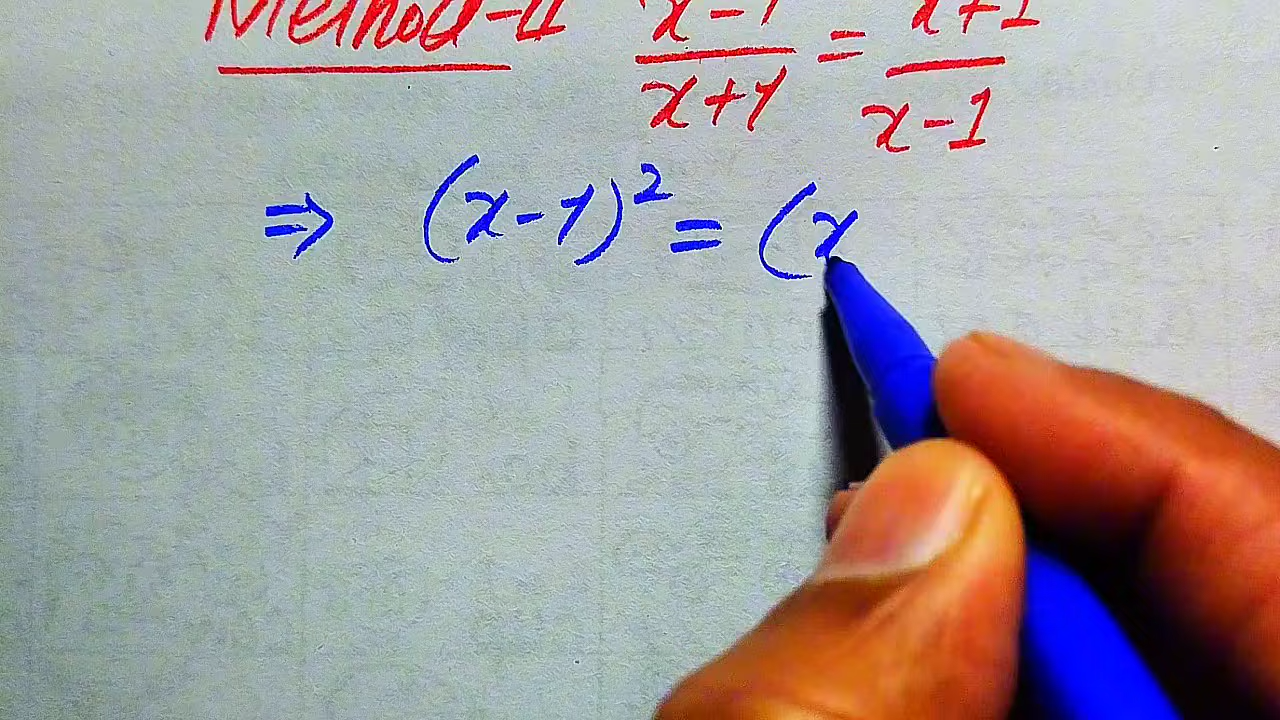 Method-II x-1/x+1 = x+1/x-1
⇒ (x-1)² = (x